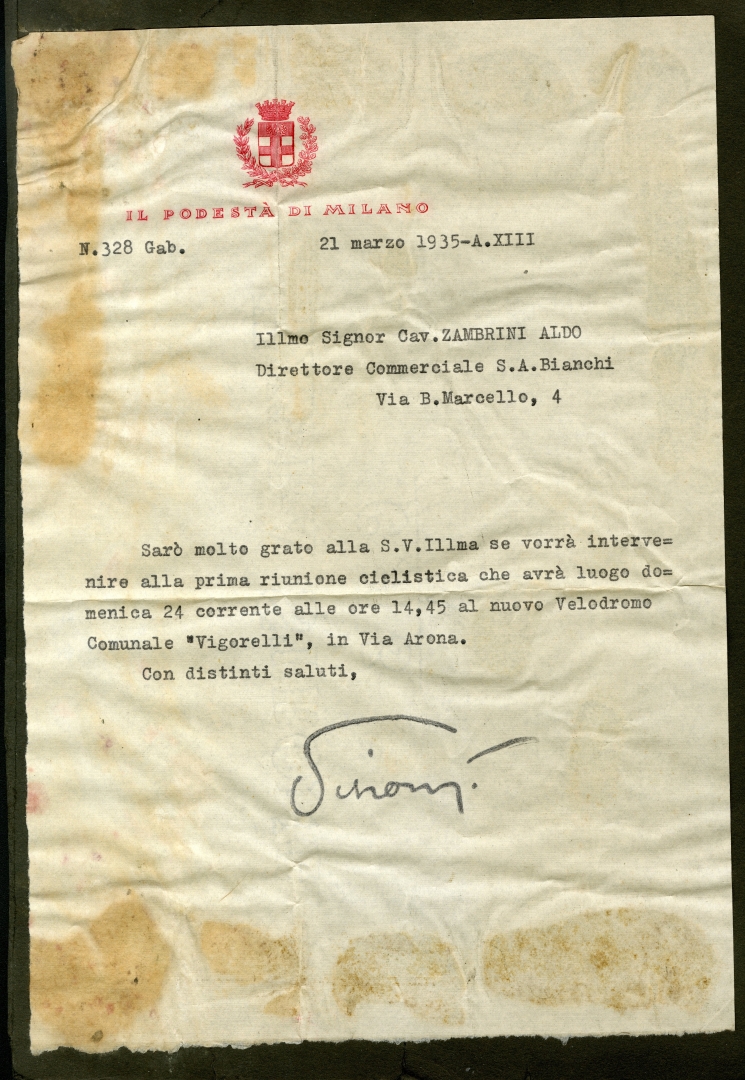 IL PODESTÀ DI MILANO
N.328 Gab. 21 marzo 1935-A.XIII
Illmo Signor Cav.ZAMBRINI ALDO
Direttore Commerciale S.A.Bianchi
Via B.Marcello, 4
Sarò molto grato alla S.V.Illma se vorrà interve=
nire alla prima riunione ciclistica che avrà luogo do=
menica 24 corrente alle ore 14,45 al nuovo Velodromo
Comunale "Vigorelli", in Via Arona.
Con distinti saluti,